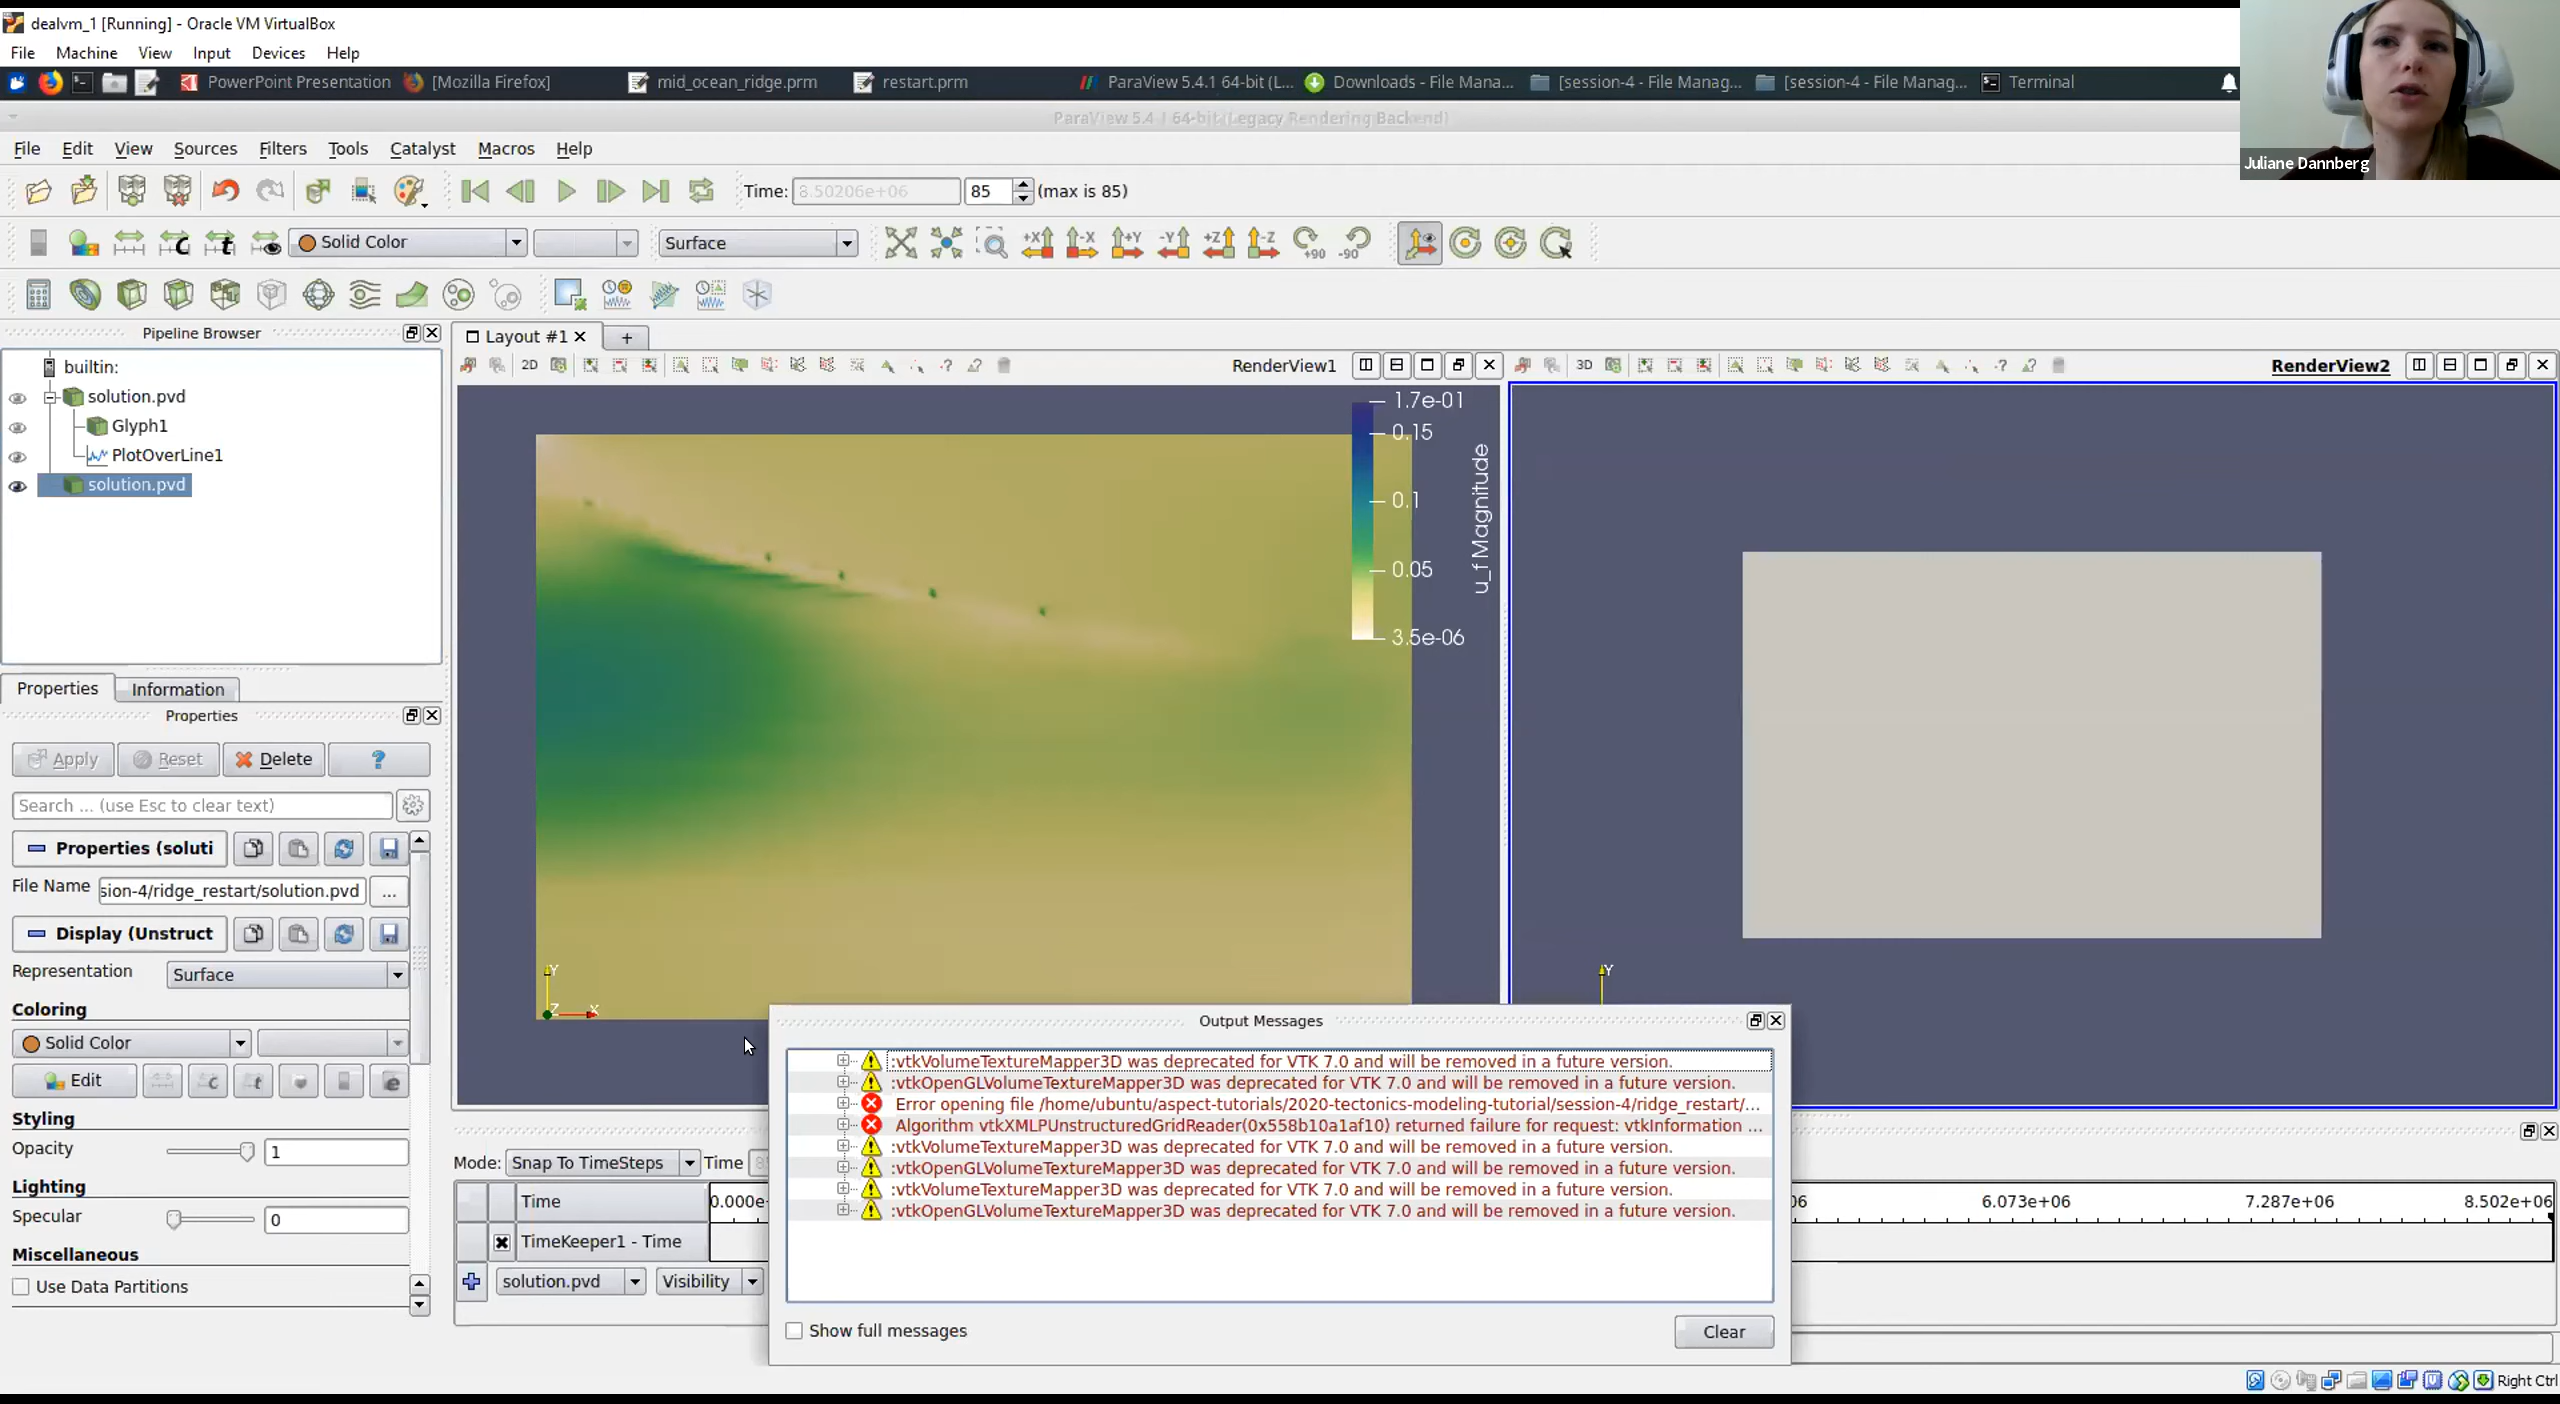 dealvm_1 [Running] - Oracle VM VirtualBox
File Machine View Input Devices Help
PowerPoint Presentation [Mozilla Firefox] mid_ocean_ridge.prm restart.prm ParaView 5.4.1 64-bit (L... Downloads - File Mana... [session-4 - File Manag... [session-4 - File Manag... Terminal
Juliane Dannberg
64-bit (Legacy Rendering Backend)
File Edit View Sources Filters Tools Catalyst Macros Help
Time: 8.50206e+06 85 (max is 85)
Solid Color Surface +X -X +Y -Y +Z -Z +90 -90
Pipeline Browser
Layout #1 +
2D RenderView1
3D RenderView2
builtin:
solution.pvd
Glyph1
PlotOverLine1
solution.pvd
1.7e-01
0.15
0.1
0.05
3.5e-06
u_f Magnitude
Properties Information
Properties
Apply Reset Delete ?
Search ... (use Esc to clear text)
Properties (soluti
File Name sion-4/ridge_restart/solution.pvd ...
Display (Unstruct
Representation Surface
Coloring
Solid Color
Edit
Styling
Opacity 1
Lighting
Specular 0
Miscellaneous
Use Data Partitions
Y
Z X
Y
Output Messages
:vtkVolumeTextureMapper3D was deprecated for VTK 7.0 and will be removed in a future version.
:vtkOpenGLVolumeTextureMapper3D was deprecated for VTK 7.0 and will be removed in a future version.
Error opening file /home/ubuntu/aspect-tutorials/2020-tectonics-modeling-tutorial/session-4/ridge_restart/...
Algorithm vtkXMLPUnstructuredGridReader(0x558b10a1af10) returned failure for request: vtkInformation ...
:vtkVolumeTextureMapper3D was deprecated for VTK 7.0 and will be removed in a future version.
:vtkOpenGLVolumeTextureMapper3D was deprecated for VTK 7.0 and will be removed in a future version.
:vtkVolumeTextureMapper3D was deprecated for VTK 7.0 and will be removed in a future version.
:vtkOpenGLVolumeTextureMapper3D was deprecated for VTK 7.0 and will be removed in a future version.
Show full messages Clear
Mode: Snap To TimeSteps Time
Time 0.000e- 06 6.073e+06 7.287e+06 8.502e+06
TimeKeeper1 - Time
solution.pvd Visibility
Right Ctrl